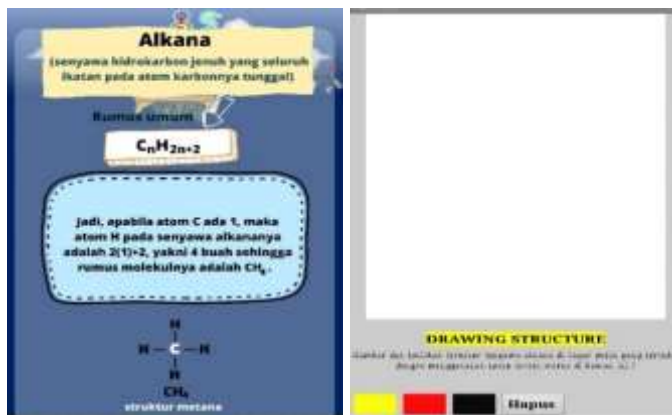 Alkana
(senyawa hidrokarbon jenuh yang seluruh
ikatan pada atom karbonnya tunggal)
Rumus umum
CnH2n+2
Jadi, apabila atom C ada 1, maka
atom H pada senyawa alkananya
adalah 2(1)+2, yakni 4 buah sehingga
rumus molekulnya adalah CH4.
H
H C H
H
CH4
struktur metana
DRAWING STRUCTURE
Hapus